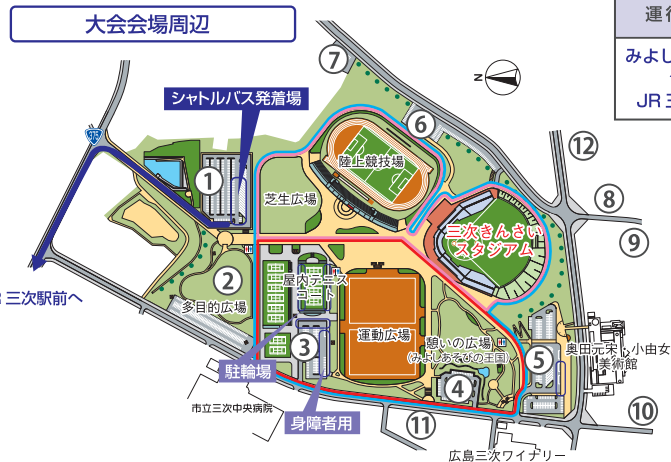 大会会場周辺
運行
みよし
JR三
⑦
N
シャトルバス発着場
⑥
375
陸上競技場
⑫
①
芝生広場
⑧
三次きんさい
スタジアム
⑨
②
屋内テニス
コート
三次駅前へ
多目的広場
運動広場
憩いの広場
(みよしあそびの王国)
③
⑤
奥田元宋・小由女
美術館
駐輪場
④
市立三次中央病院
身障者用
⑪
⑩
広島三次ワイナリー